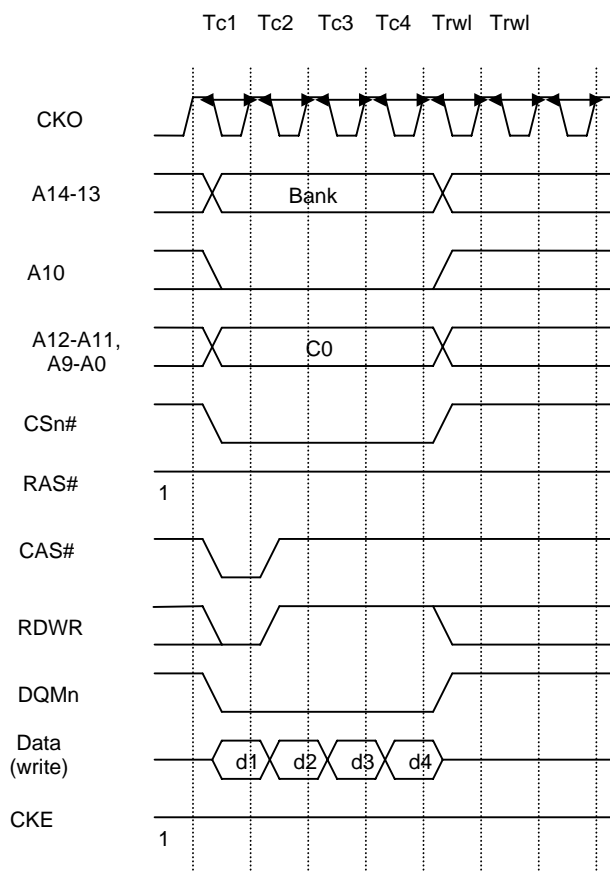 Tc1 Tc2 Tc3 Tc4 Trwl Trwl
CKO
A14-13 Bank
A10
A12-A11,
A9-A0 C0
CSn#
RAS# 1
CAS#
RDWR
DQMn
Data
(write) d1 d2 d3 d4
CKE 1